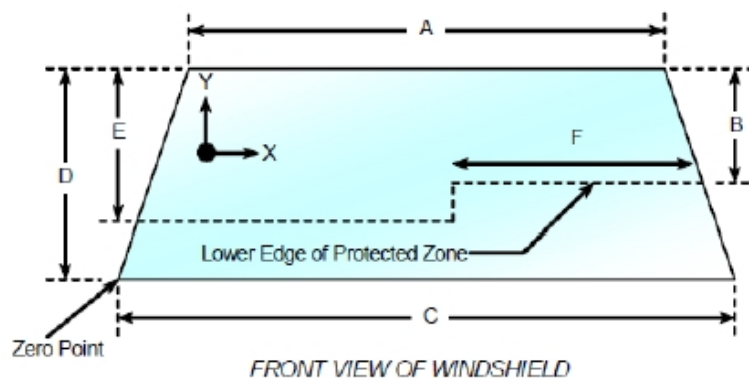 A
Y
B
E
X
F
D
Lower Edge of Protected Zone
C
Zero Point
FRONT VIEW OF WINDSHIELD